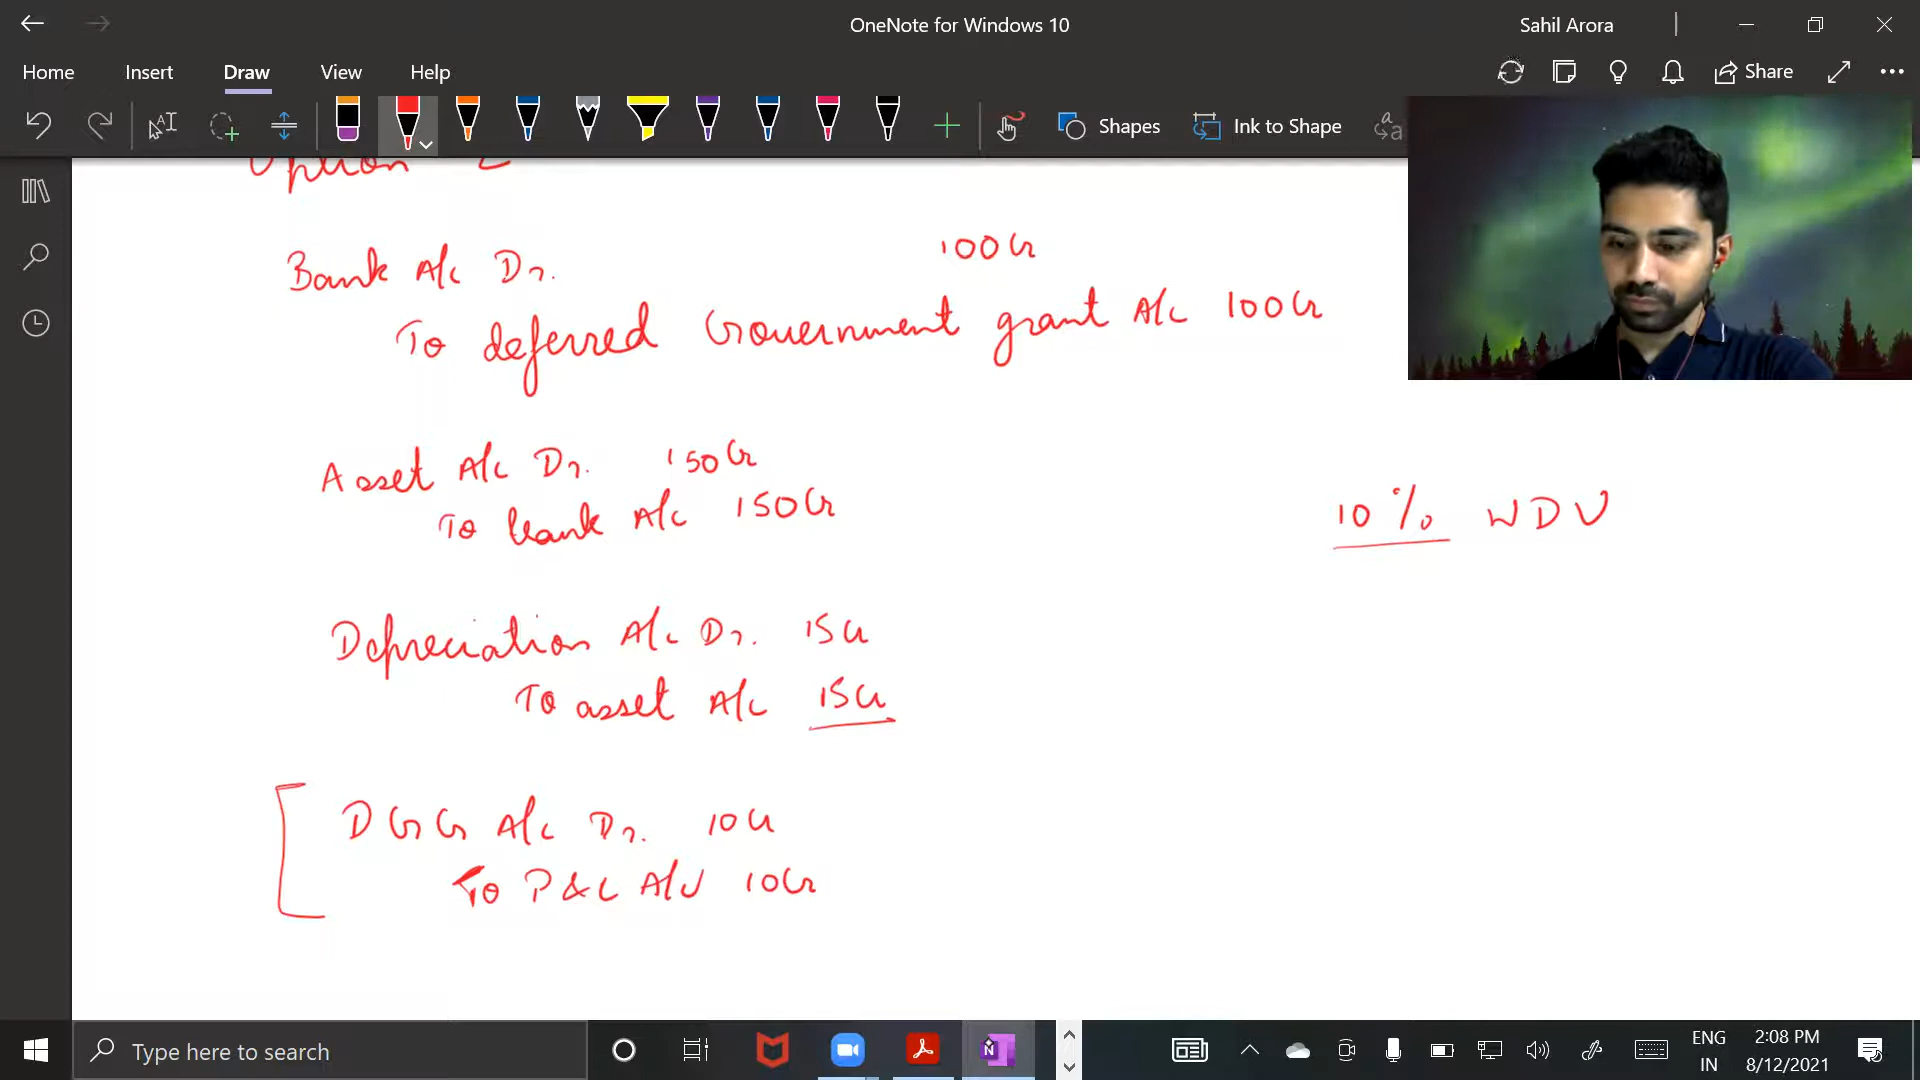 OneNote for Windows 10
Sahil Arora
Home Insert Draw View Help
Share
Shapes Ink to Shape
Option 2
Bank A/c Dr. 100Cr
To deferred Government grant A/c 100Cr
Asset A/c Dr. 150Cr
To bank A/c 150Cr
10% WDV
Depreciation A/c Dr. 15Cr
To asset A/c 15Cr
DGG A/c Dr. 10Cr
To P&L A/c 10Cr
Type here to search
ENG
IN
2:08 PM
8/12/2021